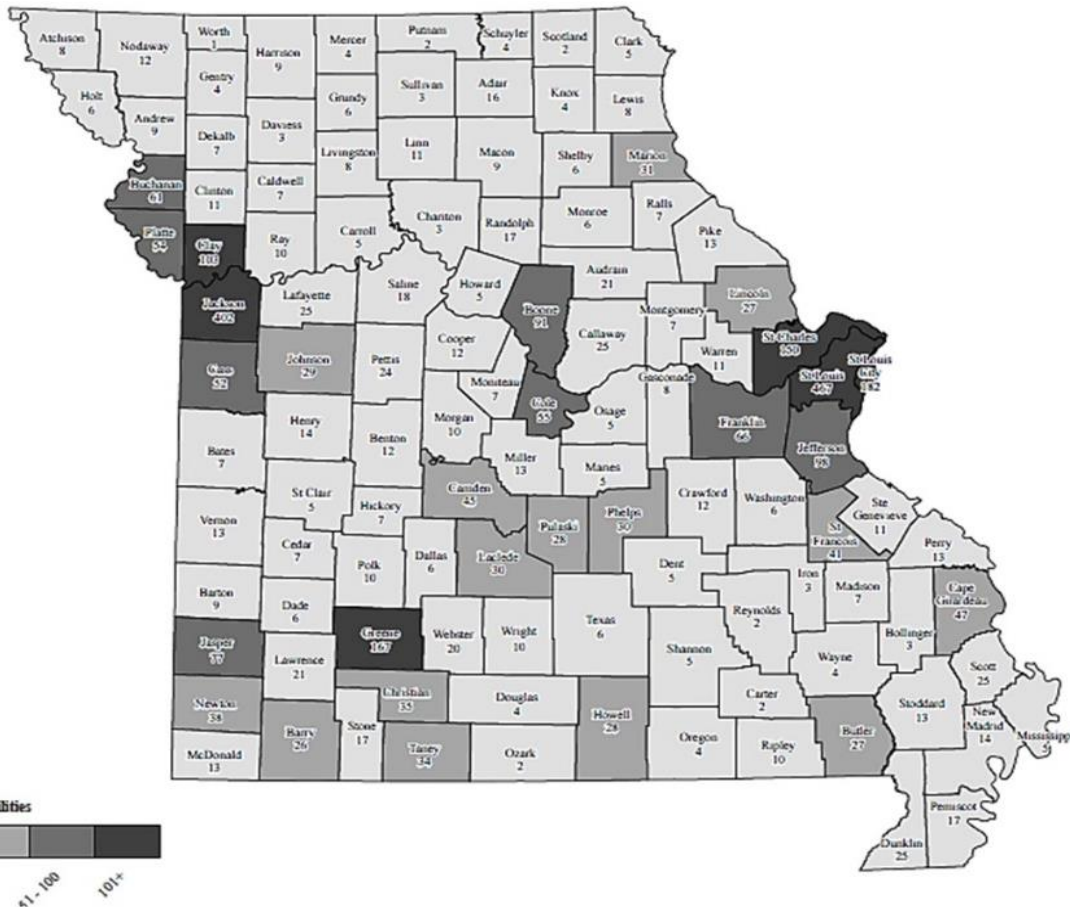 Atchison
8
Nodaway
12
Worth
1
Harrison
9
Mercer
4
Putnam
2
Schuyler
4
Scotland
2
Clark
5
Holt
6
Gentry
4
Sullivan
3
Adair
16
Knox
4
Lewis
8
Andrew
9
Dekalb
7
Daviess
3
Grundy
6
Livingston
8
Linn
11
Macon
9
Shelby
6
Marion
31
Buchanan
61
Clinton
11
Caldwell
7
Chariton
3
Randolph
17
Monroe
6
Ralls
7
Pike
13
Platte
54
Clay
103
Ray
10
Carroll
5
Saline
18
Howard
5
Boone
91
Audrain
21
Lincoln
27
Jackson
402
Lafayette
25
Cooper
12
Callaway
25
Montgomery
7
Warren
11
St Charles
150
St Louis
467
St Louis
City
182
Cass
52
Johnson
29
Pettis
24
Moniteau
7
Cole
55
Osage
5
Gasconade
8
Franklin
66
Jefferson
98
Bates
7
Henry
14
Benton
12
Morgan
10
Miller
13
Maries
5
Crawford
12
Washington
6
Ste
Genevieve
11
Vernon
13
St Clair
5
Hickory
7
Camden
45
Pulaski
28
Phelps
30
St
Francois
41
Perry
13
Cedar
7
Polk
10
Dallas
6
Laclede
30
Dent
5
Iron
3
Madison
7
Cape
Girardeau
47
Barton
9
Dade
6
Greene
167
Webster
20
Wright
10
Texas
6
Reynolds
2
Bollinger
3
Jasper
77
Lawrence
21
Shannon
5
Wayne
4
Scott
25
Newton
38
Christian
35
Douglas
4
Howell
28
Carter
2
Stoddard
13
New
Madrid
14
Mississippi
5
McDonald
13
Barry
26
Stone
17
Taney
34
Ozark
2
Oregon
4
Ripley
10
Butler
27
Pemiscot
17
Dunklin
25
ilities
- 100
101+